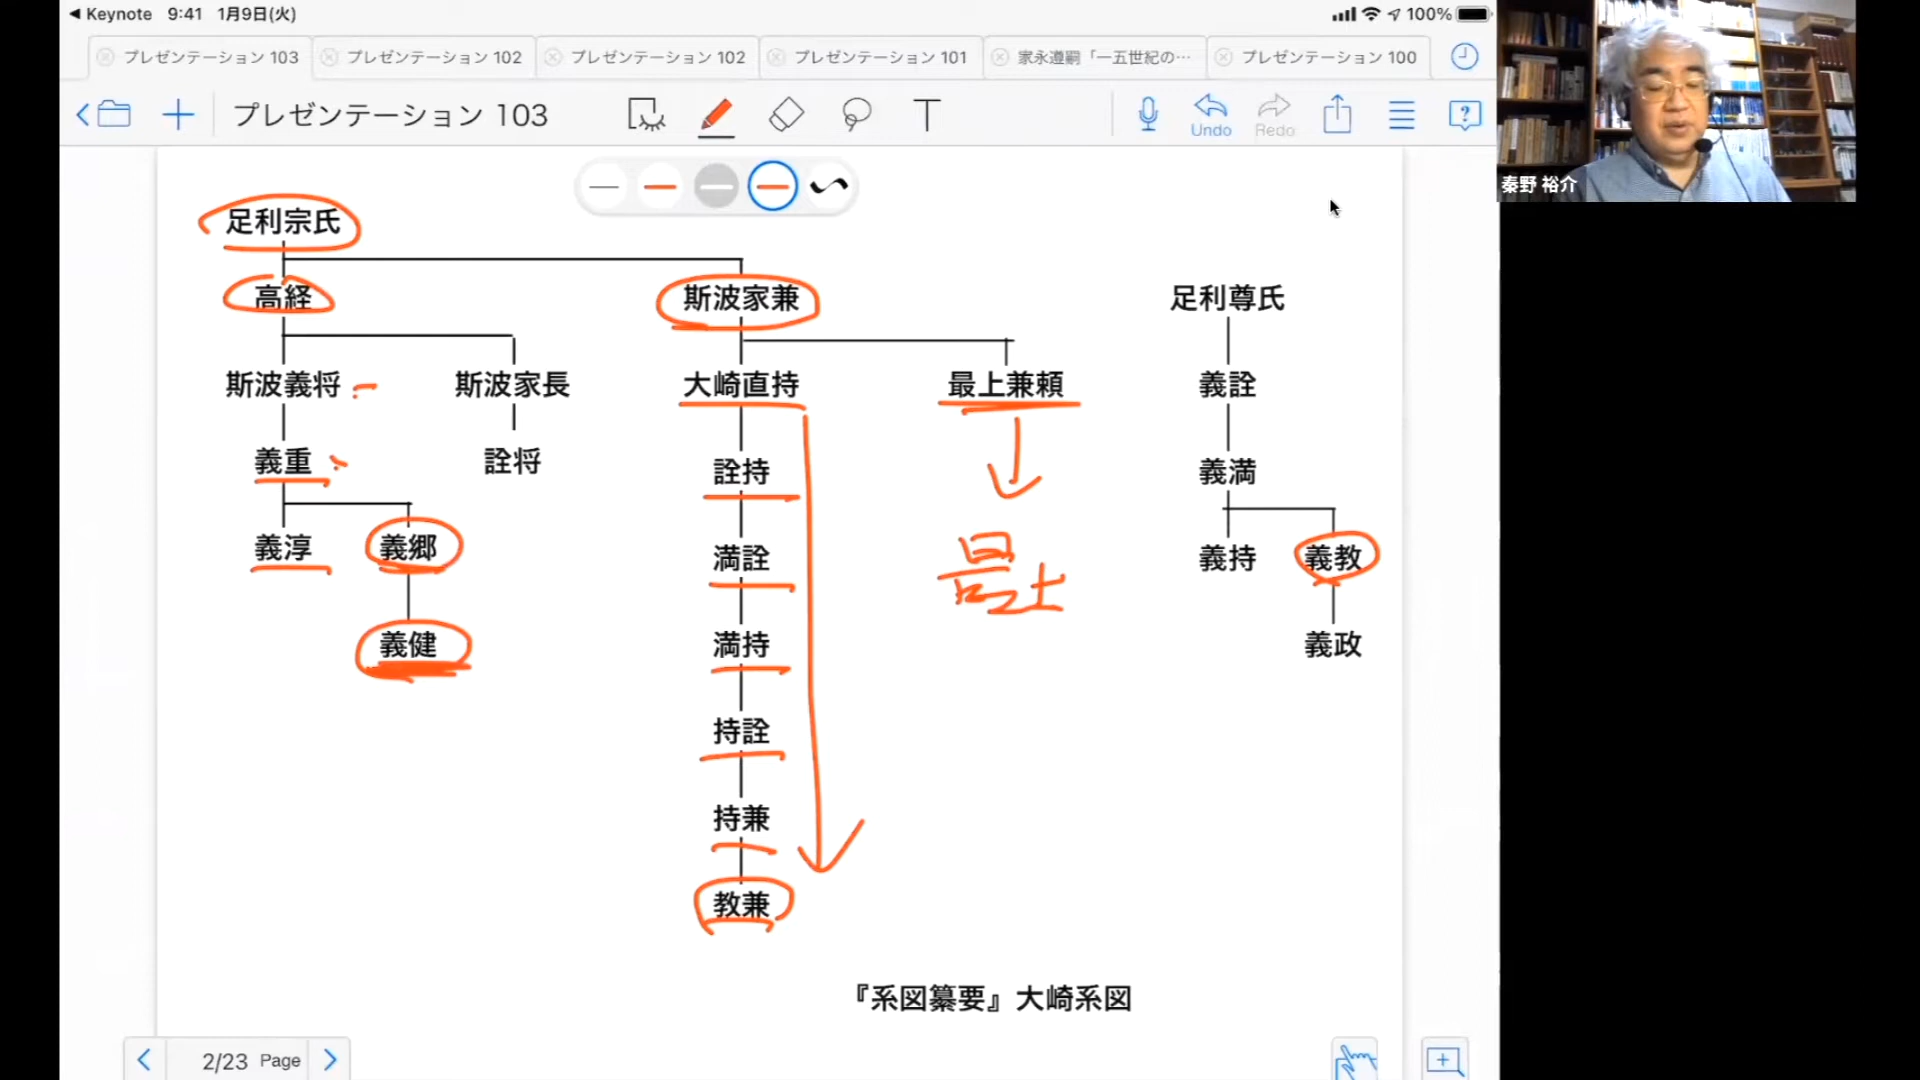 Keynote 9:41 1月9日(火)
100%
プレゼンテーション 103
プレゼンテーション 102
プレゼンテーション 102
プレゼンテーション 101
家永遵嗣「一五世紀の…
プレゼンテーション 100
プレゼンテーション 103
T
Undo
Redo
?
秦野 裕介
足利宗氏
高経
斯波家兼
足利尊氏
斯波義将
斯波家長
大崎直持
最上兼頼
義詮
義重
詮将
詮持
義満
義淳
義郷
満詮
最上
義持
義教
義健
満持
義政
持詮
持兼
教兼
『系図纂要』大崎系図
2/23 Page